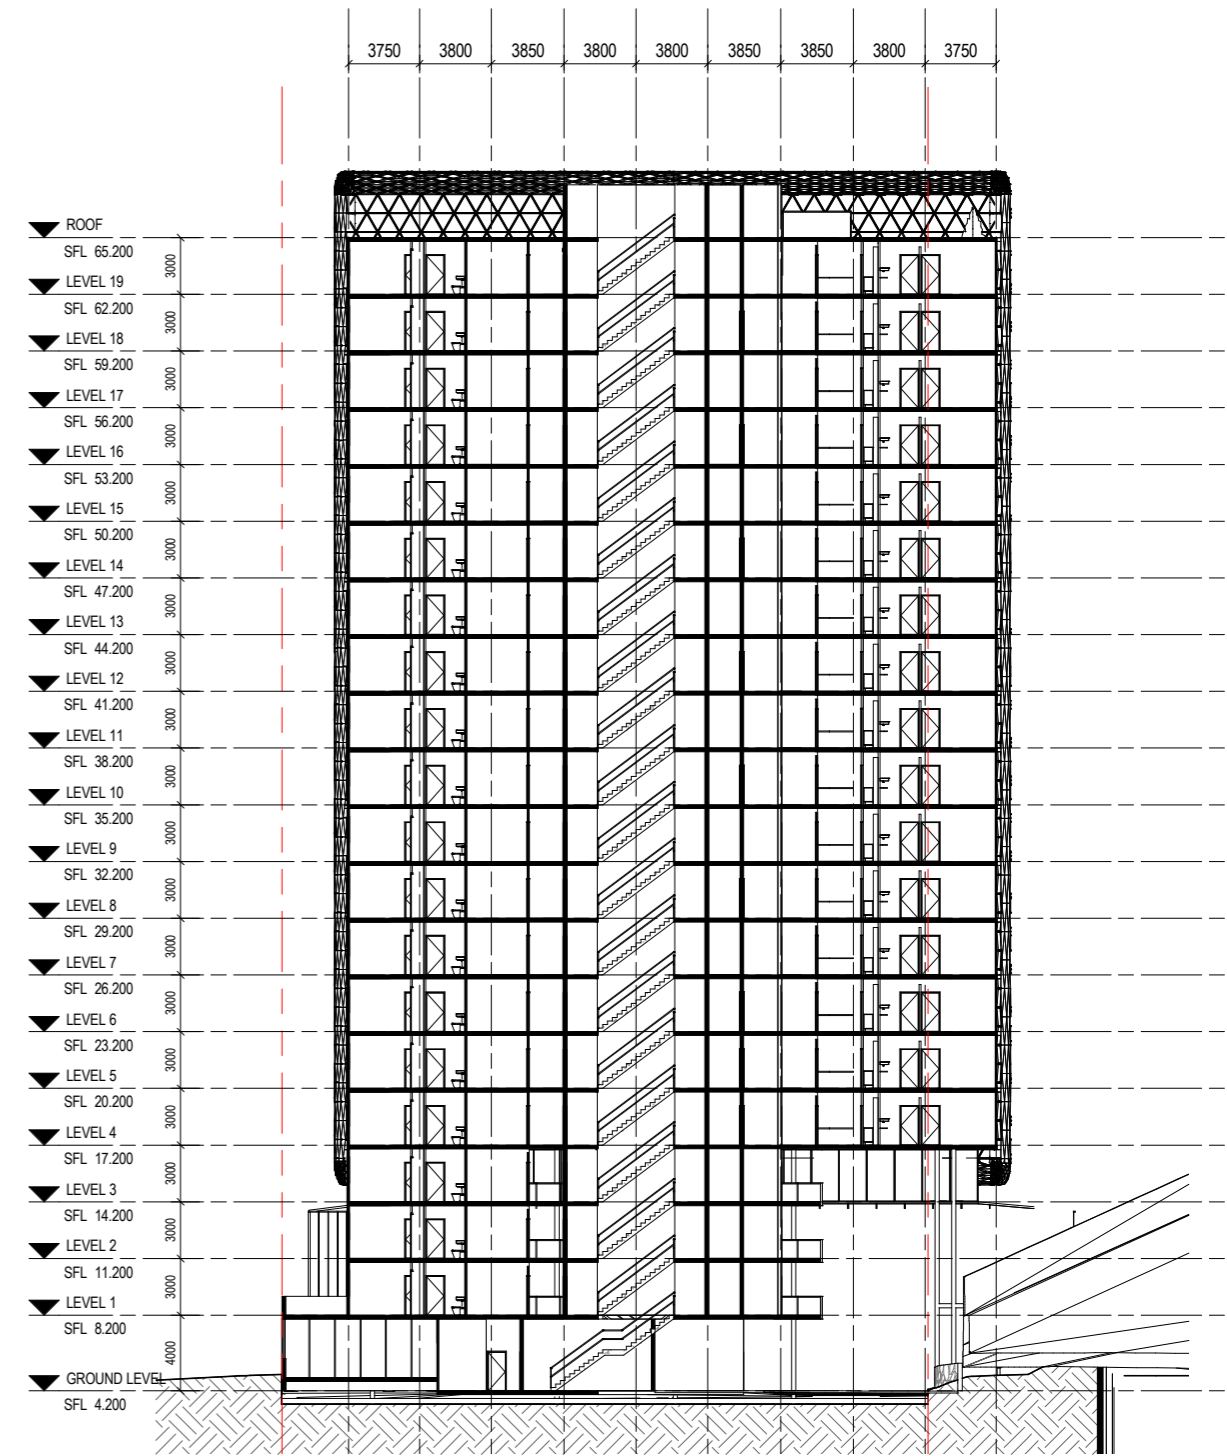 3750 3800 3850 3800 3800 3850 3850 3800 3750
ROOF
SFL 65.200
3000
LEVEL 19
SFL 62.200
3000
LEVEL 18
SFL 59.200
3000
LEVEL 17
SFL 56.200
3000
LEVEL 16
SFL 53.200
3000
LEVEL 15
SFL 50.200
3000
LEVEL 14
SFL 47.200
3000
LEVEL 13
SFL 44.200
3000
LEVEL 12
SFL 41.200
3000
LEVEL 11
SFL 38.200
3000
LEVEL 10
SFL 35.200
3000
LEVEL 9
SFL 32.200
3000
LEVEL 8
SFL 29.200
3000
LEVEL 7
SFL 26.200
3000
LEVEL 6
SFL 23.200
3000
LEVEL 5
SFL 20.200
3000
LEVEL 4
SFL 17.200
3000
LEVEL 3
SFL 14.200
3000
LEVEL 2
SFL 11.200
3000
LEVEL 1
SFL 8.200
4000
GROUND LEVEL
SFL 4.200